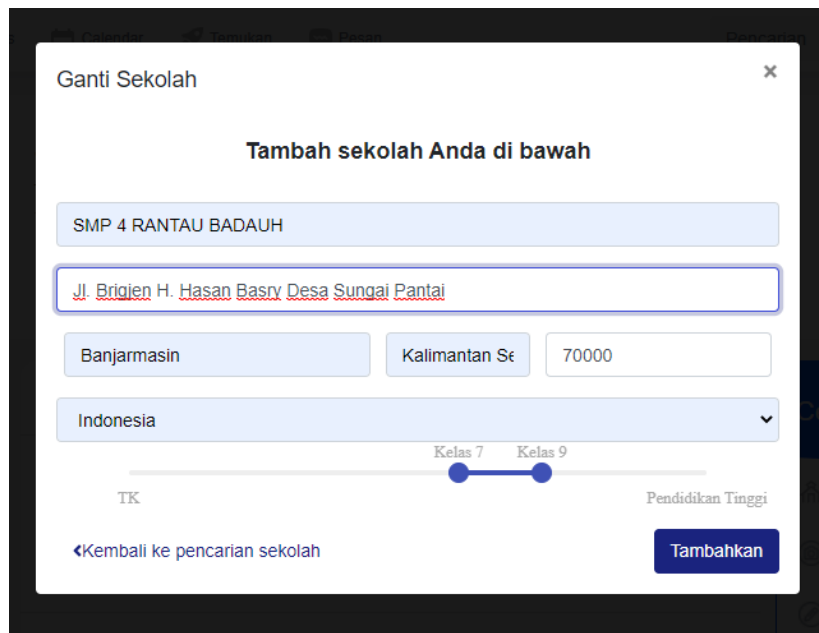 Calendar Temukan Pesan Pencarian
Ganti Sekolah ×
Tambah sekolah Anda di bawah
SMP 4 RANTAU BADAUH
Jl. Brigjen H. Hasan Basry Desa Sungai Pantai
Banjarmasin Kalimantan Se 70000
Indonesia
Kelas 7 Kelas 9
TK Pendidikan Tinggi
Kembali ke pencarian sekolah Tambahkan